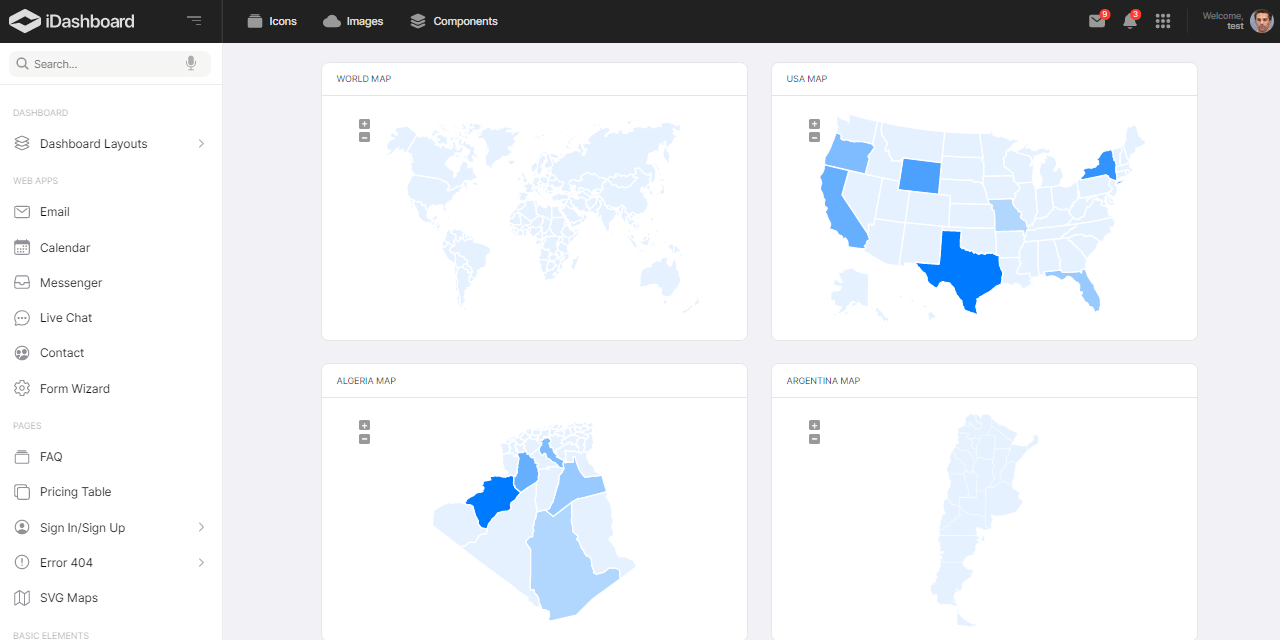 iDashboard
Icons
Images
Components
9
3
Welcome,
test
Search...
DASHBOARD
Dashboard Layouts
WEB APPS
Email
Calendar
Messenger
Live Chat
Contact
Form Wizard
PAGES
FAQ
Pricing Table
Sign In/Sign Up
Error 404
SVG Maps
BASIC ELEMENTS
WORLD MAP
+
−
USA MAP
+
−
ALGERIA MAP
+
−
ARGENTINA MAP
+
−